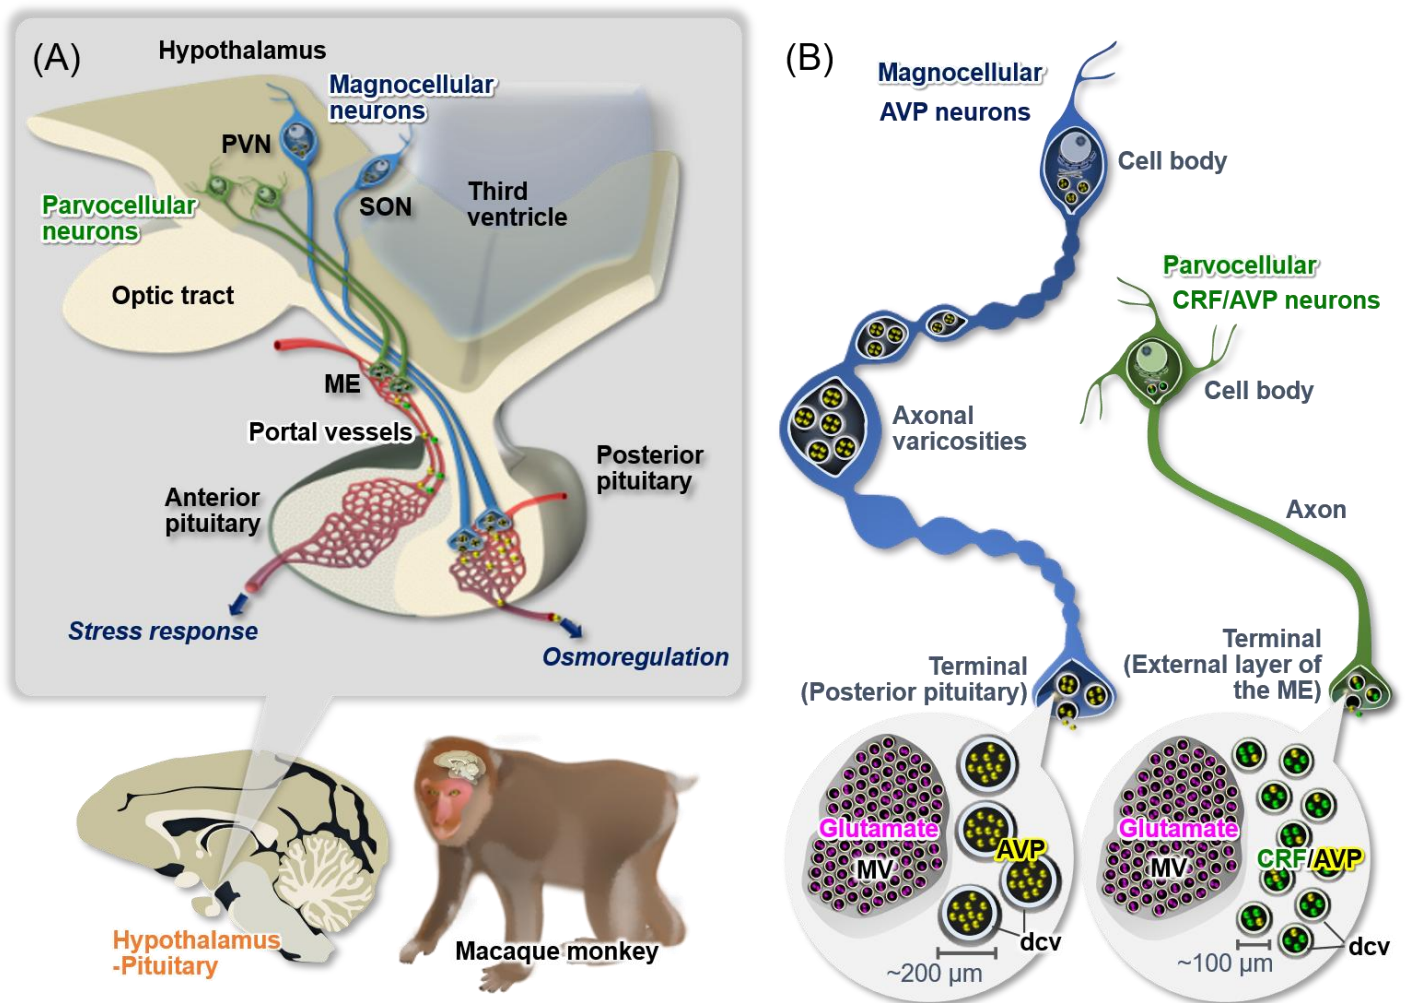 (A)
Hypothalamus
Magnocellular
neurons
PVN
SON
Parvocellular
neurons
Third
ventricle
Optic tract
ME
Portal vessels
Anterior
pituitary
Posterior
pituitary
Stress response
Osmoregulation
Hypothalamus
-Pituitary
Macaque monkey
(B)
Magnocellular
AVP neurons
Cell body
Parvocellular
CRF/AVP neurons
Cell body
Axonal
varicosities
Axon
Terminal
(Posterior pituitary)
Terminal
(External layer of
the ME)
Glutamate
MV
AVP
dcv
~200 μm
Glutamate
MV
CRF/AVP
dcv
~100 μm